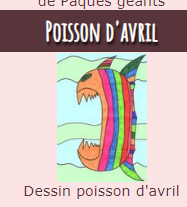 de Pâques géants
Poisson d'avril
Dessin poisson d'avril